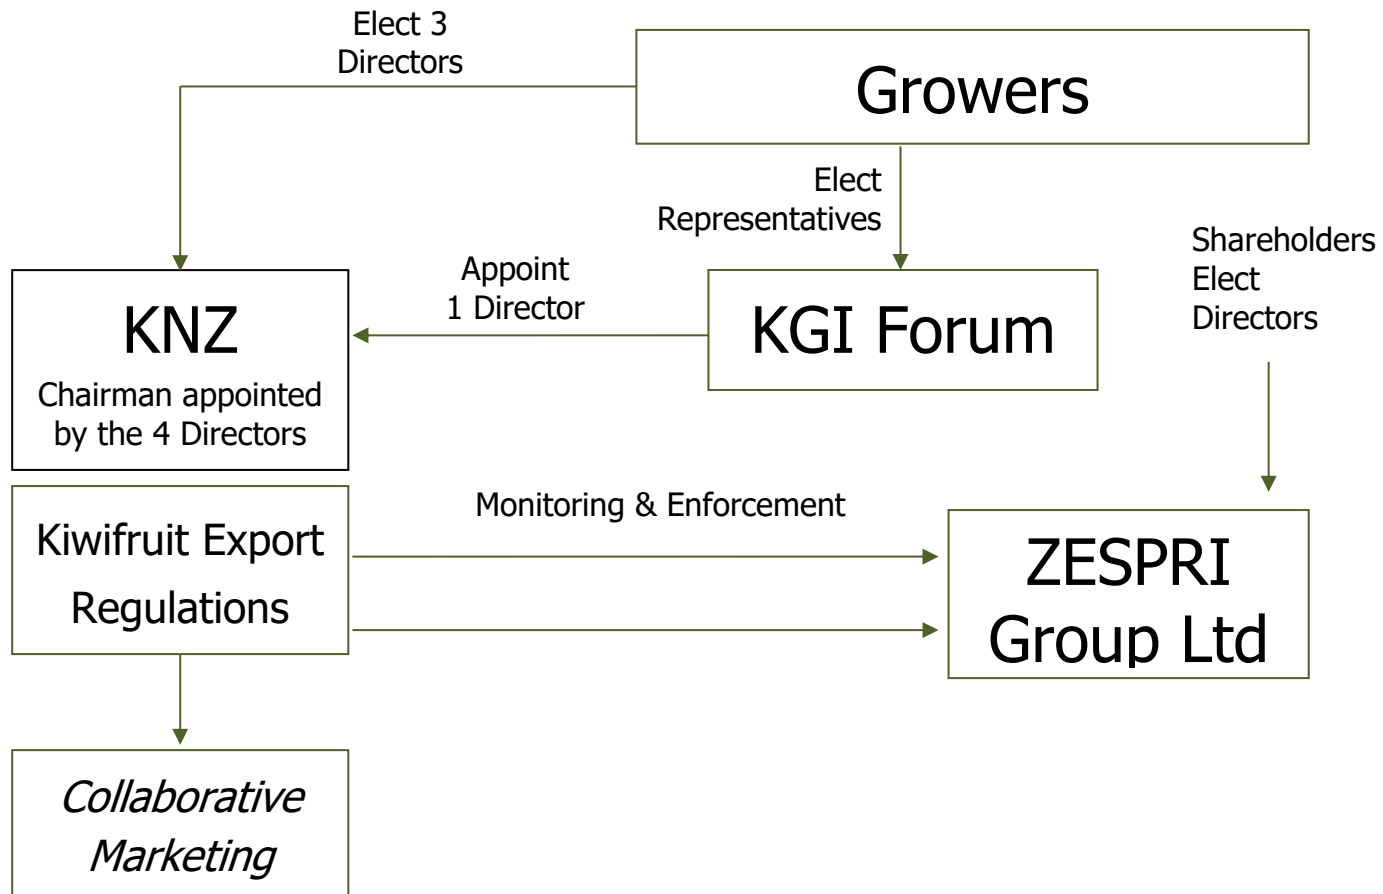 Elect 3
Directors
Growers
Elect
Representatives
Shareholders
Elect
Directors
Appoint
1 Director
KNZ
Chairman appointed
by the 4 Directors
KGI Forum
Monitoring & Enforcement
Kiwifruit Export
Regulations
ZESPRI
Group Ltd
Collaborative
Marketing